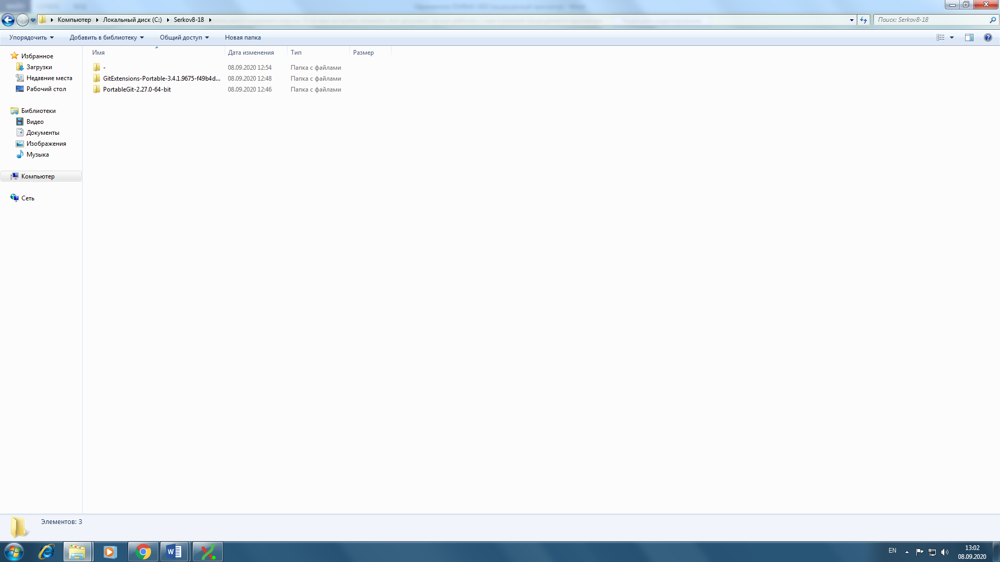 Компьютер Локальный диск (C:) Serkov8-18
Поиск: Serkov8-18
Упорядочить Добавить в библиотеку Общий доступ Новая папка
Имя Дата изменения Тип Размер
Избранное
Загрузки
Недавние места
Рабочий стол
Библиотеки
Видео
Документы
Изображения
Музыка
Компьютер
Сеть
- 08.09.2020 12:54 Папка с файлами
GitExtensions-Portable-3.4.1.9675-f49b4d... 08.09.2020 12:48 Папка с файлами
PortableGit-2.27.0-64-bit 08.09.2020 12:46 Папка с файлами
Элементов: 3
EN
13:02
08.09.2020